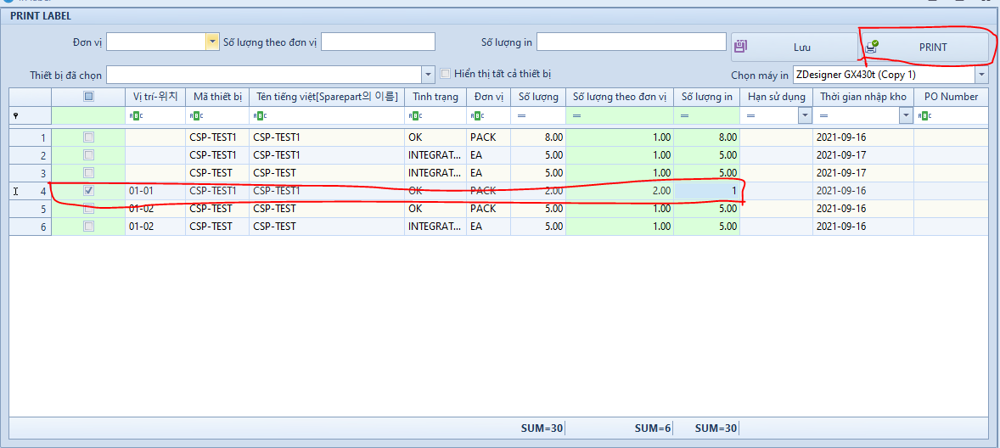 PRINT LABEL
Đơn vị Số lượng theo đơn vị Số lượng in Lưu PRINT
Thiết bị đã chọn Hiển thị tất cả thiết bị Chọn máy in ZDesigner GX430t (Copy 1)
Vị trí-위치 Mã thiết bị Tên tiếng việt[Sparepart의 이름] Tình trạng Đơn vị Số lượng Số lượng theo đơn vị Số lượng in Hạn sử dụng Thời gian nhập kho PO Number
ABC ABC ABC ABC ABC = = = = = ABC
1 CSP-TEST1 CSP-TEST1 OK PACK 8.00 1.00 8.00 2021-09-16
2 CSP-TEST1 CSP-TEST1 INTEGRAT... EA 5.00 1.00 5.00 2021-09-17
3 CSP-TEST CSP-TEST INTEGRAT... EA 5.00 1.00 5.00 2021-09-17
4 01-01 CSP-TEST1 CSP-TEST1 OK PACK 2.00 2.00 1 2021-09-16
5 01-02 CSP-TEST CSP-TEST OK PACK 5.00 1.00 5.00 2021-09-16
6 01-02 CSP-TEST CSP-TEST INTEGRAT... EA 5.00 1.00 5.00 2021-09-16
SUM=30 SUM=6 SUM=30